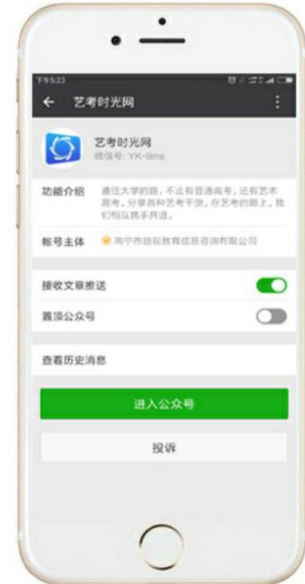 下午5:23
艺考时光网
艺考时光网
微信号: YK-time
功能介绍
通往大学的路，不止有普通高考，还有艺术
高考。分享各种艺考干货，在艺考的路上，我
们相互携手共进。
帐号主体
教育信息咨询有限公司
接收文章推送
置顶公众号
查看历史消息
进入公众号
投诉